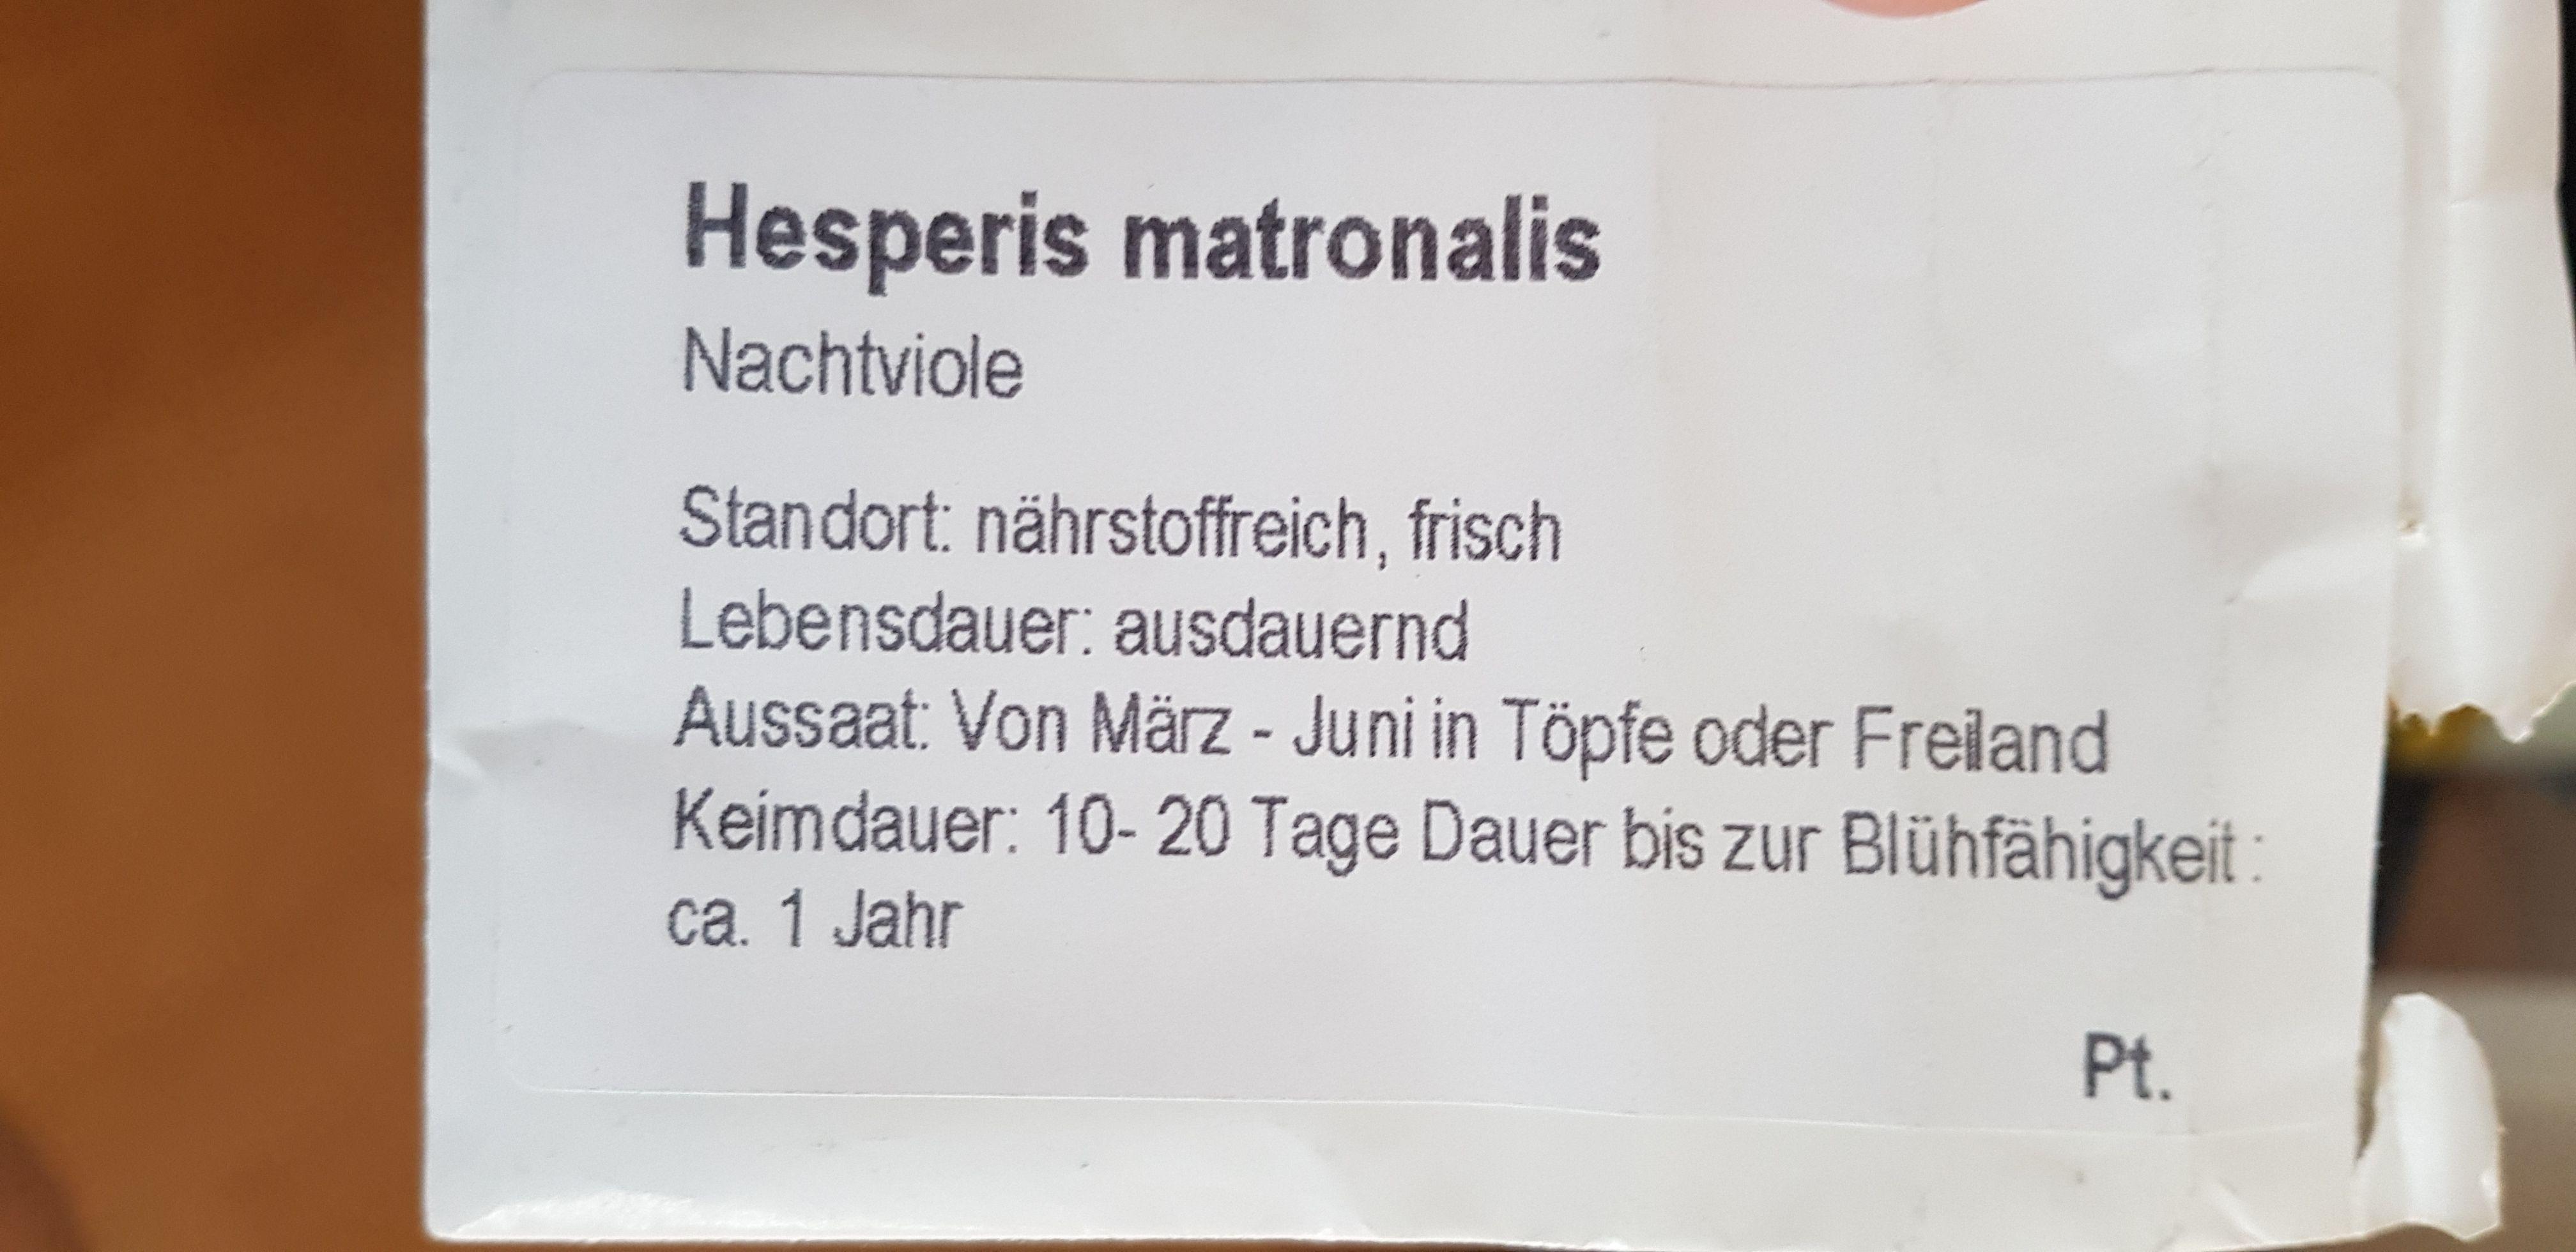 Hesperis matronalis
Nachtviole
Standort: nährstoffreich, frisch
Lebensdauer: ausdauernd
Aussaat: Von März - Juni in Töpfe oder Freiland
Keimdauer: 10- 20 Tage Dauer bis zur Blühfähigkeit :
ca. 1 Jahr
Pt.